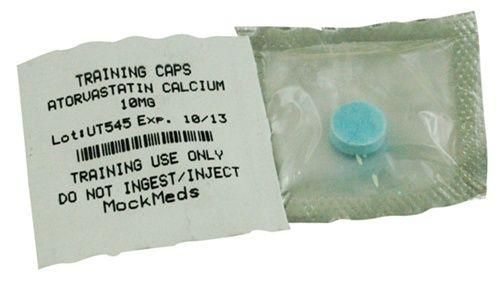 TRAINING CAPS
ATORVASTATIN CALCIUM
10MG
Lot:UT545 Exp. 10/13
TRAINING USE ONLY
DO NOT INGEST/INJECT
MockMeds